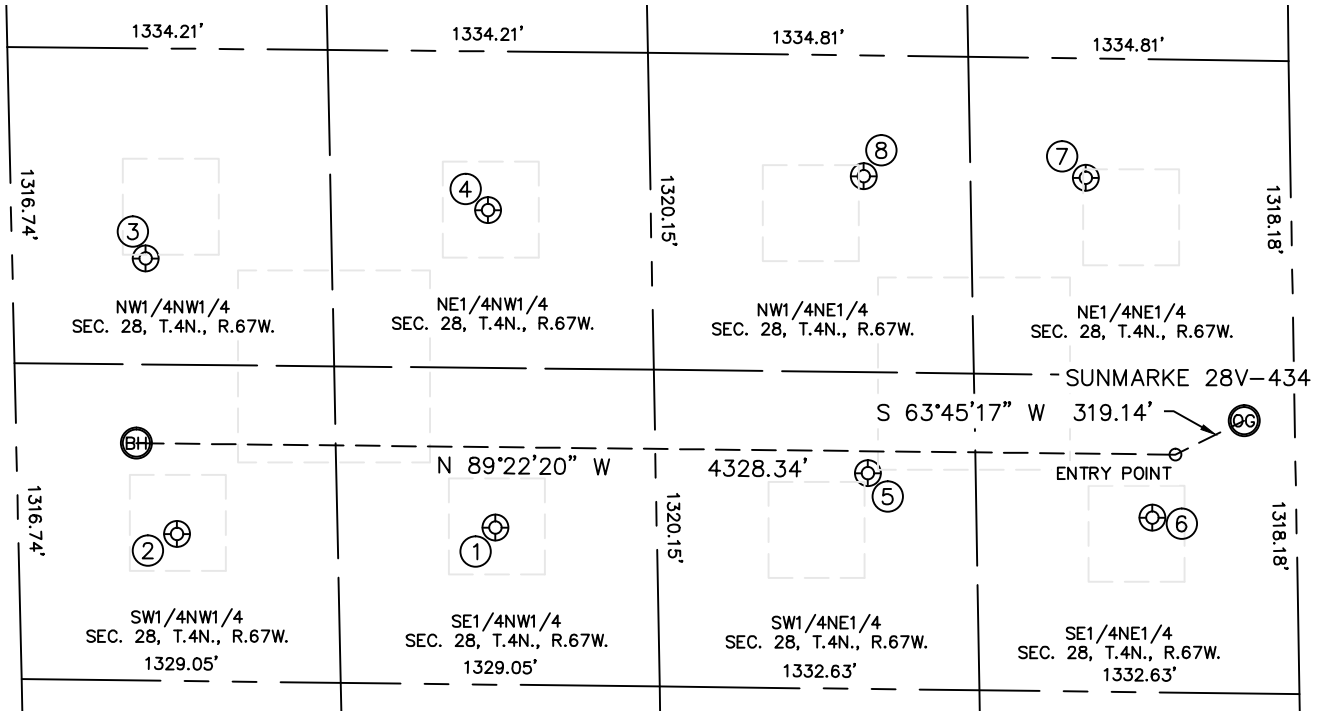 1334.21'
1334.21'
1334.81'
1334.81'
1316.74'
3
4
1320.15'
8
7
1318.18'
NW1/4NW1/4
SEC. 28, T.4N., R.67W.
NE1/4NW1/4
SEC. 28, T.4N., R.67W.
NW1/4NE1/4
SEC. 28, T.4N., R.67W.
NE1/4NE1/4
SEC. 28, T.4N., R.67W.
SUNMARKE 28V-434
S 63°45'17" W 319.14'
OG
BH
N 89°22'20" W 4328.34'
ENTRY POINT
1316.74'
2
1
1320.15'
5
6
1318.18'
SW1/4NW1/4
SEC. 28, T.4N., R.67W.
1329.05'
SE1/4NW1/4
SEC. 28, T.4N., R.67W.
1329.05'
SW1/4NE1/4
SEC. 28, T.4N., R.67W.
1332.63'
SE1/4NE1/4
SEC. 28, T.4N., R.67W.
1332.63'